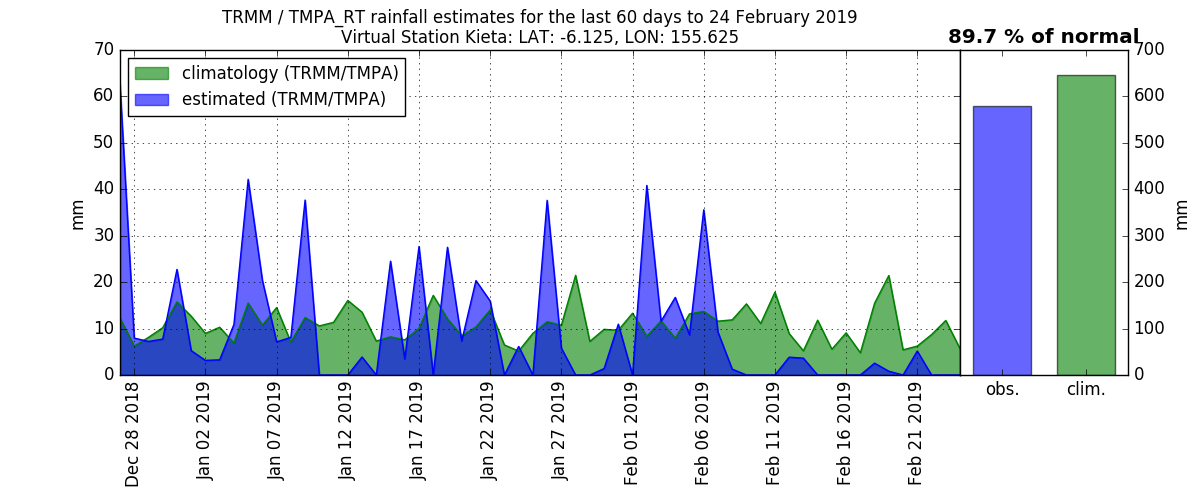 TRMM / TMPA_RT rainfall estimates for the last 60 days to 24 February 2019
Virtual Station Kieta: LAT: -6.125, LON: 155.625
89.7 % of normal
climatology (TRMM/TMPA)
estimated (TRMM/TMPA)
70
60
50
40
30
20
10
0
mm
Dec 28 2018
Jan 02 2019
Jan 07 2019
Jan 12 2019
Jan 17 2019
Jan 22 2019
Jan 27 2019
Feb 01 2019
Feb 06 2019
Feb 11 2019
Feb 16 2019
Feb 21 2019
obs.
clim.
700
600
500
400
300
200
100
0
mm